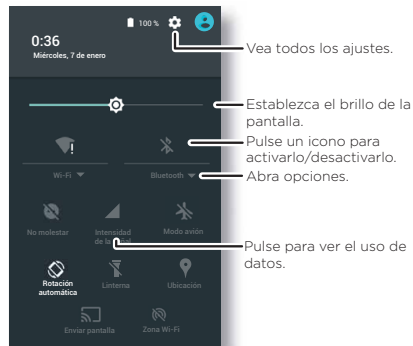 100 %
0:36
Miércoles, 7 de enero
Vea todos los ajustes.
Establezca el brillo de la
pantalla.
Pulse un icono para
activarlo/desactivarlo.
Wi-Fi
Bluetooth
Abra opciones.
No molestar
Intensidad
de la señal
Modo avión
Pulse para ver el uso de
datos.
Rotación
automática
Linterna
Ubicación
Enviar pantalla
Zona Wi-Fi